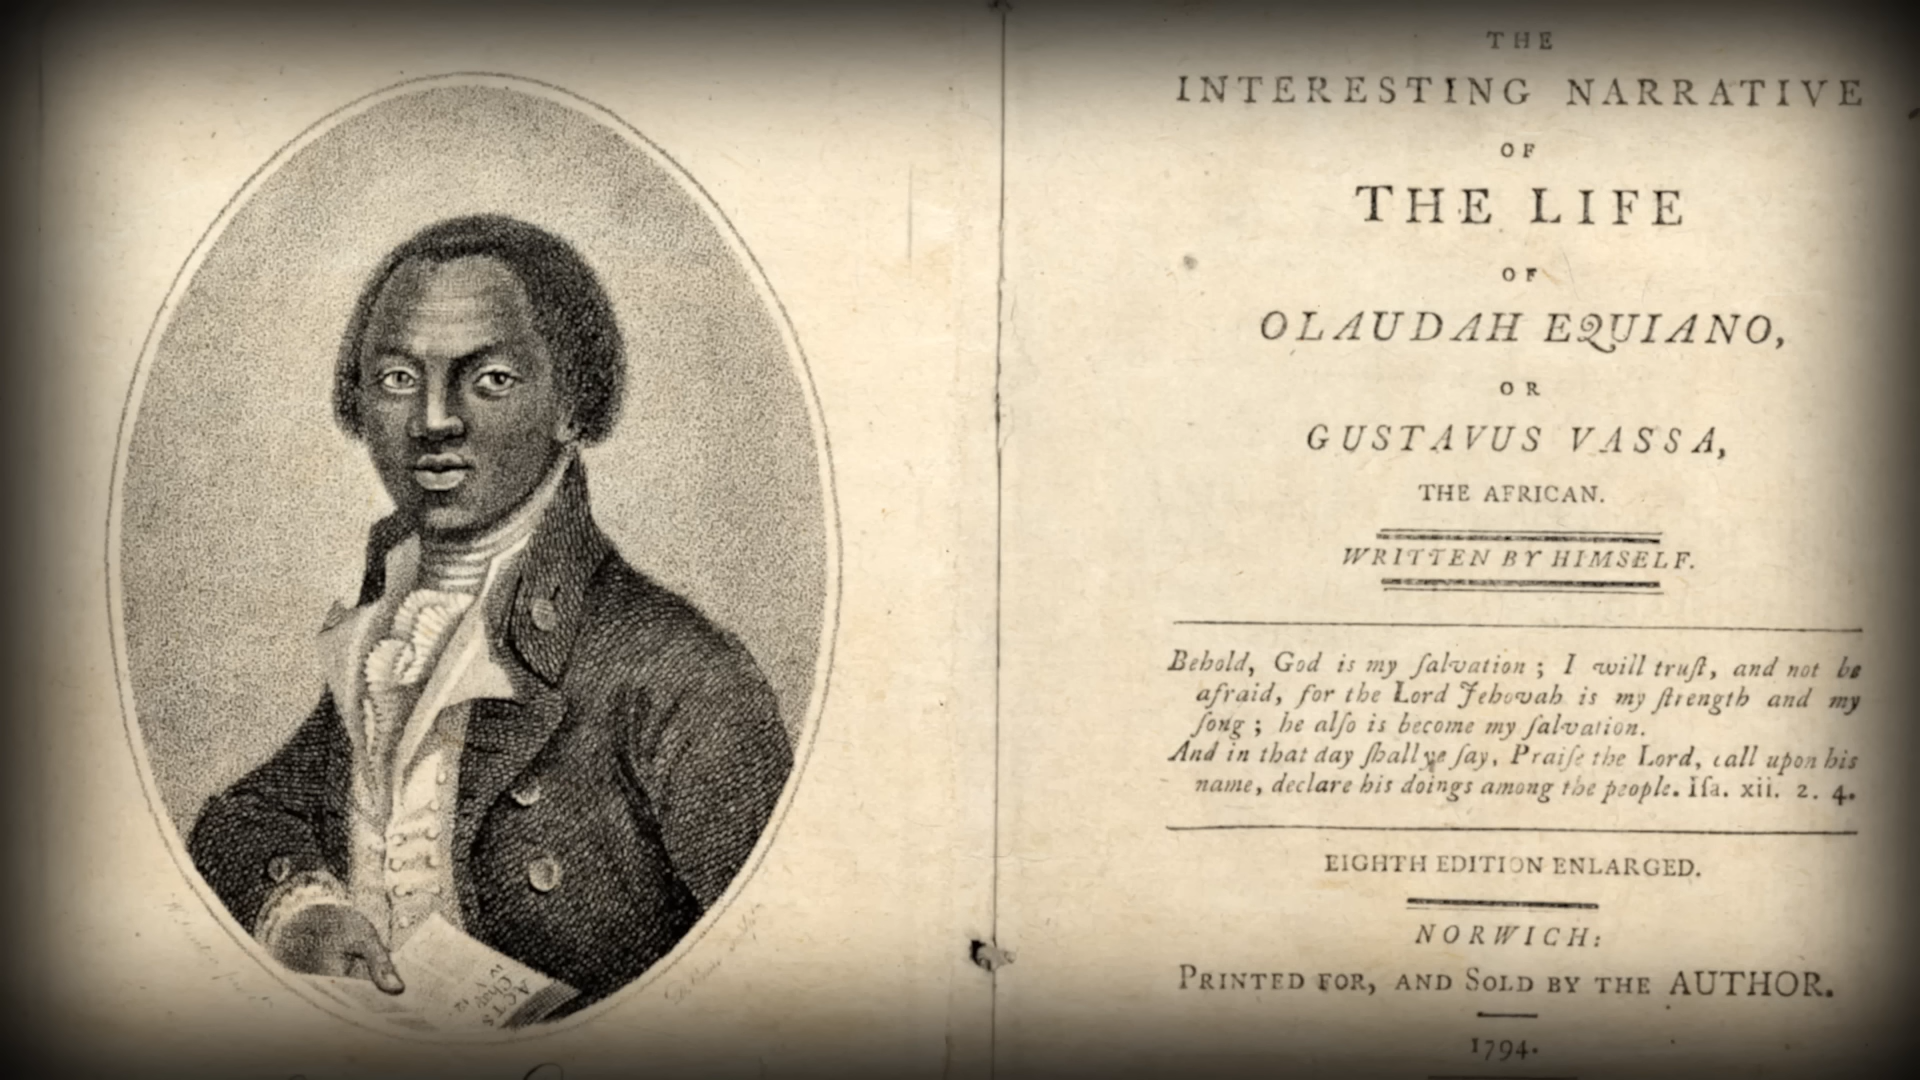 ACTS
Chap. IV
12.
THE
INTERESTING NARRATIVE
OF
THE LIFE
OF
OLAUDAH EQUIANO,
OR
GUSTAVUS VASSA,
THE AFRICAN.
WRITTEN BY HIMSELF.
Behold, God is my ſalvation ; I will truſt, and not be
afraid, for the Lord Jehovah is my ſtrength and my
ſong ; he alſo is become my ſalvation.
And in that day ſhall ye ſay, Praiſe the Lord, call upon his
name, declare his doings among the people. Iſa. xii. 2. 4.
EIGHTH EDITION ENLARGED.
NORWICH:
PRINTED FOR, AND SOLD BY THE AUTHOR.
1794.